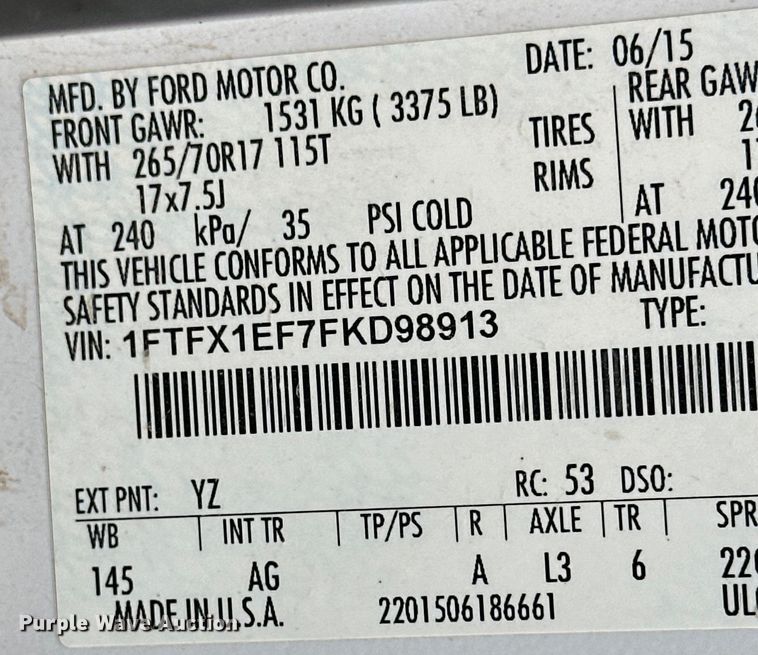 DATE: 06/15
MFD. BY FORD MOTOR CO.
FRONT GAWR: 1531 KG ( 3375 LB) REAR GAW
WITH 265/70R17 115T TIRES WITH
17x7.5J RIMS
AT 240 kPa/ 35 PSI COLD AT 240
THIS VEHICLE CONFORMS TO ALL APPLICABLE FEDERAL MOTO
SAFETY STANDARDS IN EFFECT ON THE DATE OF MANUFACTU
VIN: 1FTFX1EF7FKD98913 TYPE:
EXT PNT: YZ RC: 53 DSO:
WB INT TR TP/PS R AXLE TR SPR
145 AG A L3 6
MADE IN U.S.A. 2201506186661
Purple Wave Auction